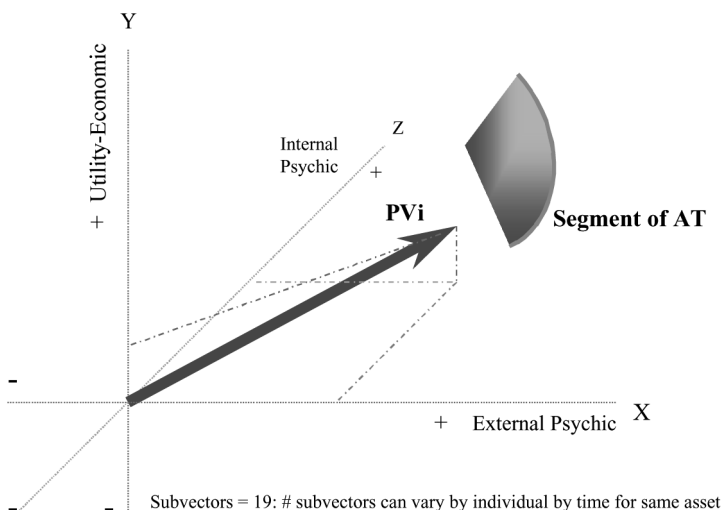 Y
+ Utility-Economic
Z
Internal
Psychic
+
PVi
Segment of AT
-
+ External Psychic X
- - Subvectors = 19: # subvectors can vary by individual by time for same asset